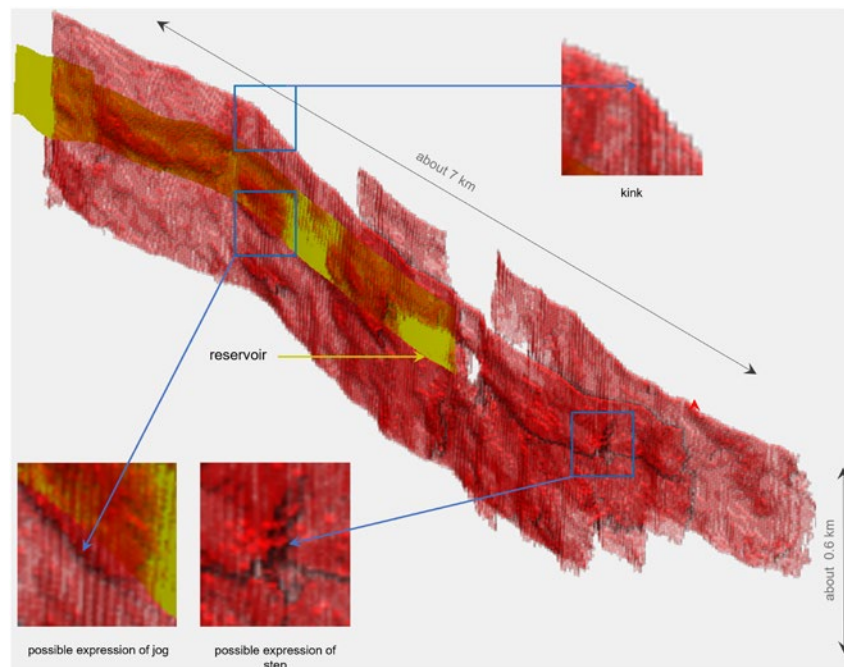 about 7 km
kink
reservoir
about 0.6 km
possible expression of jog
possible expression of
step